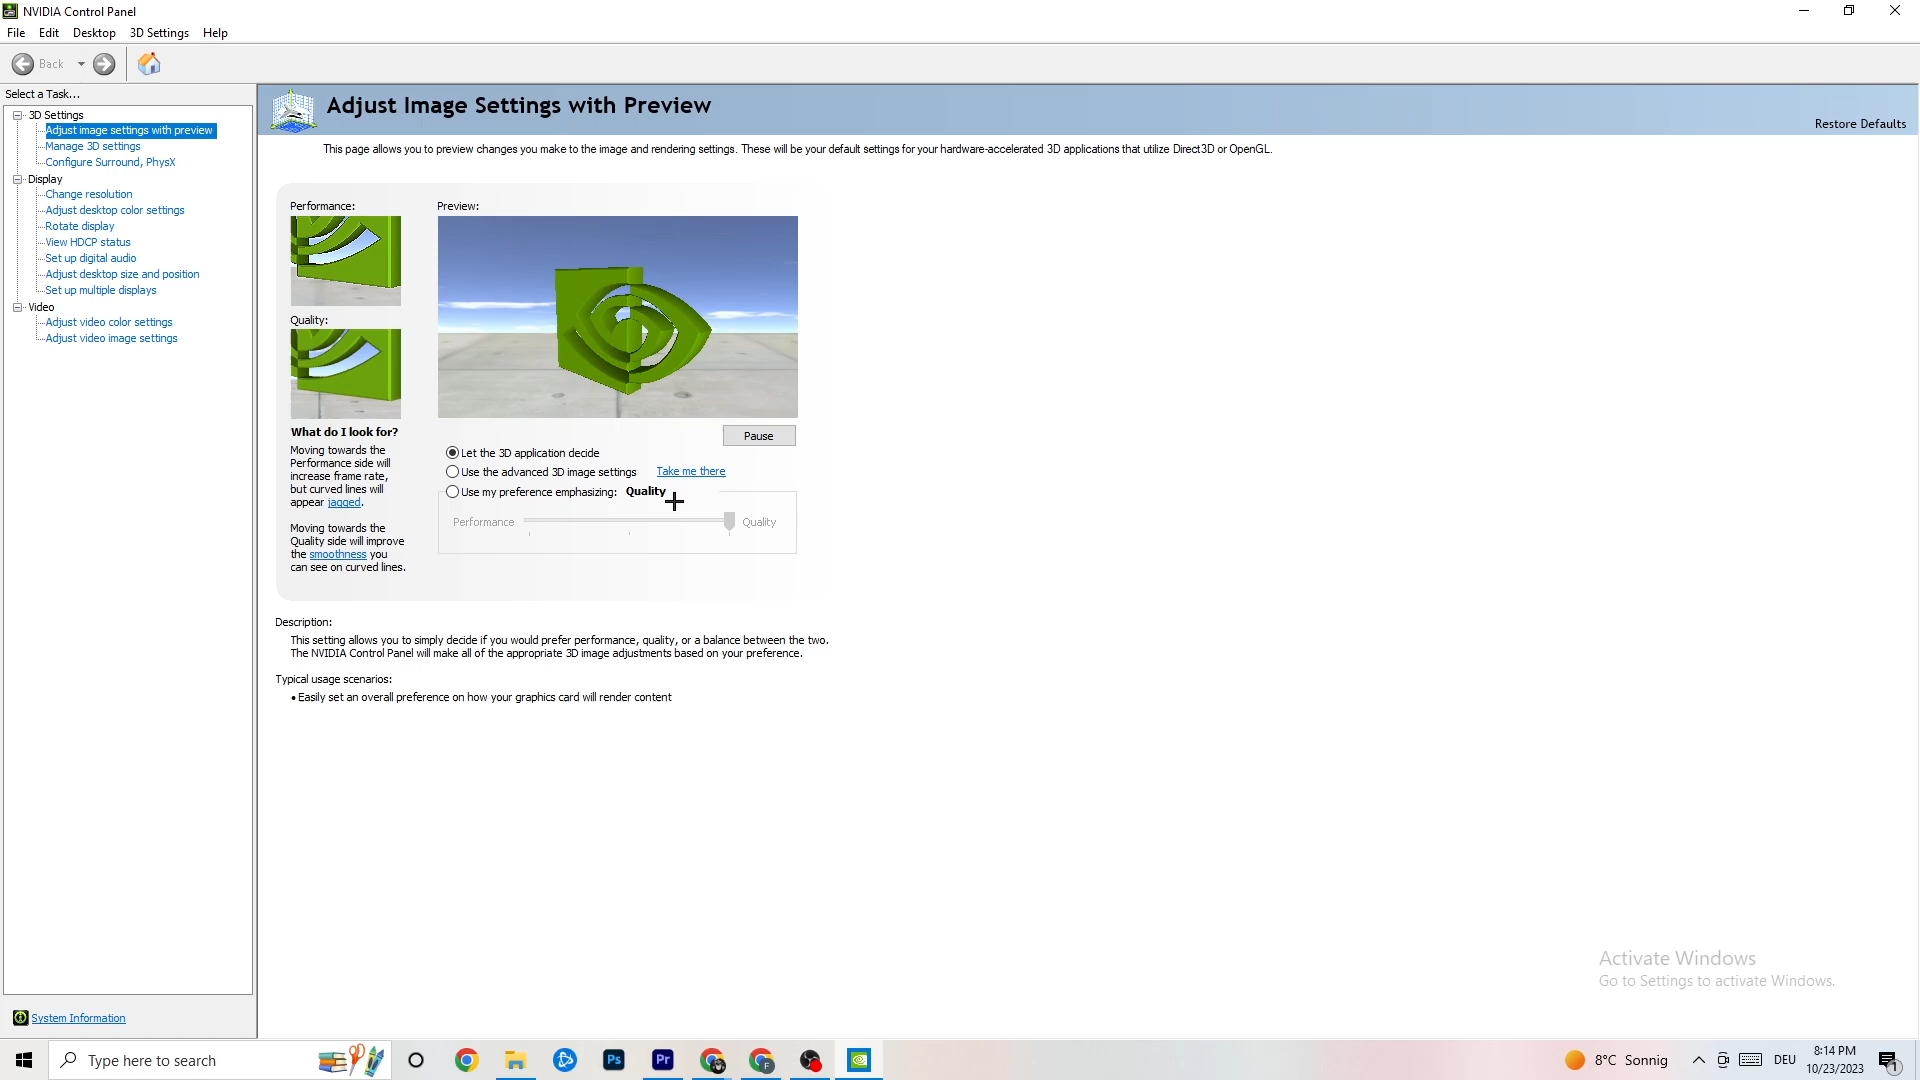 NVIDIA Control Panel
File Edit Desktop 3D Settings Help
Back
Select a Task...
3D Settings
Adjust image settings with preview
Manage 3D settings
Configure Surround, PhysX
Display
Change resolution
Adjust desktop color settings
Rotate display
View HDCP status
Set up digital audio
Adjust desktop size and position
Set up multiple displays
Video
Adjust video color settings
Adjust video image settings
System Information
Adjust Image Settings with Preview
Restore Defaults
This page allows you to preview changes you make to the image and rendering settings. These will be your default settings for your hardware-accelerated 3D applications that utilize Direct3D or OpenGL.
Performance:
Quality:
What do I look for?
Moving towards the
Performance side will
increase frame rate,
but curved lines will
appear jagged.
Moving towards the
Quality side will improve
the smoothness you
can see on curved lines.
Preview:
Pause
Let the 3D application decide
Use the advanced 3D image settings Take me there
Use my preference emphasizing: Quality
Performance Quality
Description:
This setting allows you to simply decide if you would prefer performance, quality, or a balance between the two.
The NVIDIA Control Panel will make all of the appropriate 3D image adjustments based on your preference.
Typical usage scenarios:
• Easily set an overall preference on how your graphics card will render content
Activate Windows
Go to Settings to activate Windows.
Type here to search
Ps
Pr
F
8°C Sonnig
DEU
8:14 PM
10/23/2023
1